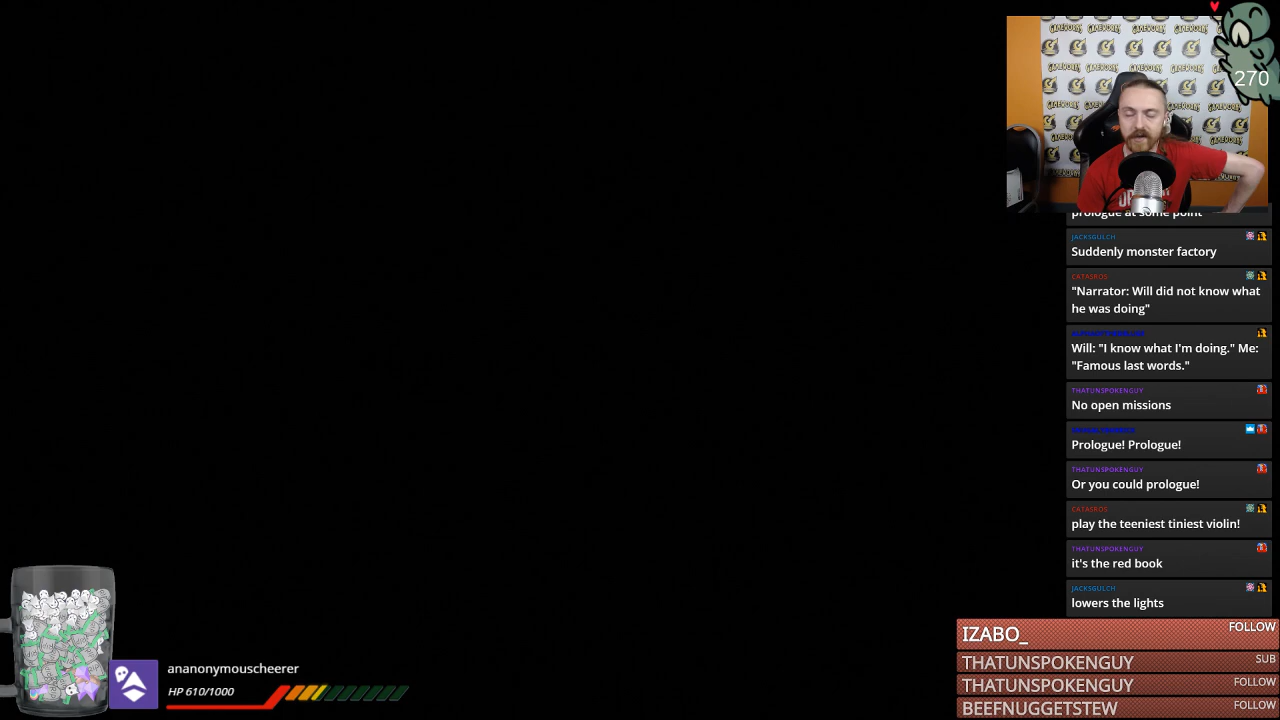 270
prologue at some point
JACKSGULCH
Suddenly monster factory
CATASROS
"Narrator: Will did not know what
he was doing"
Will: "I know what I'm doing." Me:
"Famous last words."
THATUNSPOKENGUY
No open missions
Prologue! Prologue!
THATUNSPOKENGUY
Or you could prologue!
CATASROS
play the teeniest tiniest violin!
THATUNSPOKENGUY
it's the red book
JACKSGULCH
lowers the lights
IZABO_ FOLLOW
THATUNSPOKENGUY SUB
THATUNSPOKENGUY FOLLOW
BEEFNUGGETSTEW FOLLOW
ananonymouscheerer
HP 610/1000